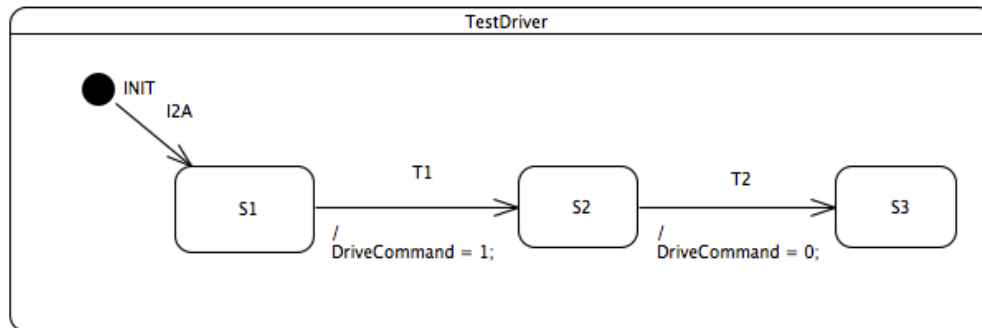 TestDriver
INIT
I2A
T1
T2
S1
S2
S3
/
DriveCommand = 1;
/
DriveCommand = 0;